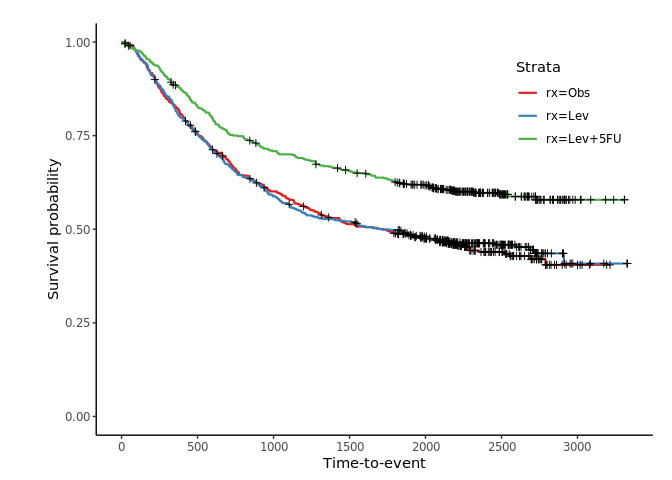 Strata
rx=Obs
rx=Lev
rx=Lev+5FU
Survival probability
1.00
0.75
0.50
0.25
0.00
0 500 1000 1500 2000 2500 3000
Time-to-event